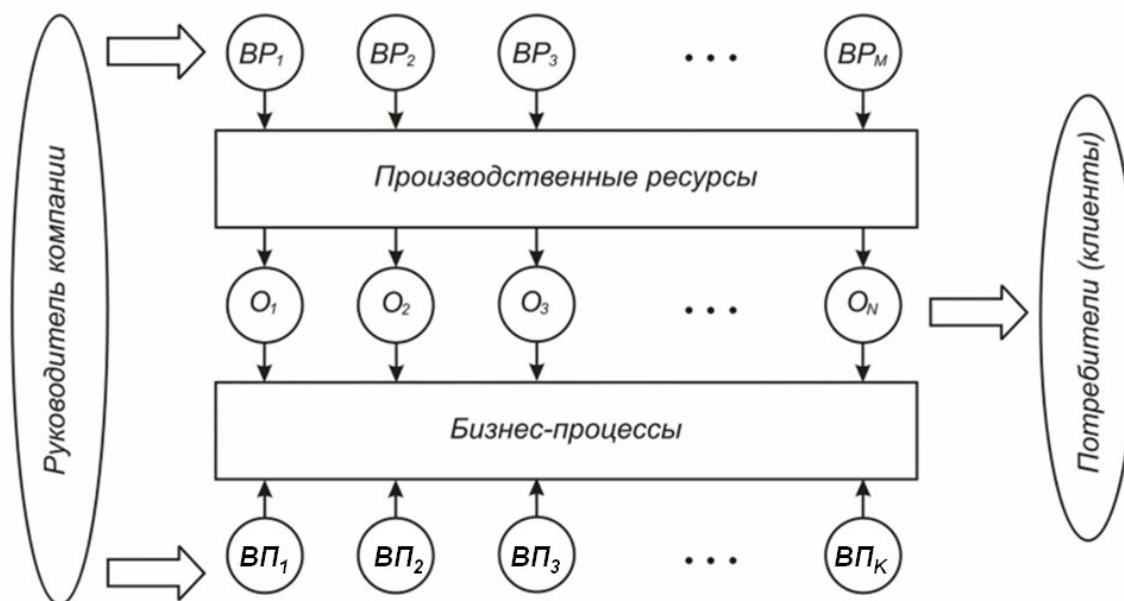 Руководитель компании
ВР1 ВР2 ВР3 • • • ВРM
Производственные ресурсы
О1 О2 О3 • • • ОN
Бизнес-процессы
ВП1 ВП2 ВП3 • • • ВПK
Потребители (клиенты)